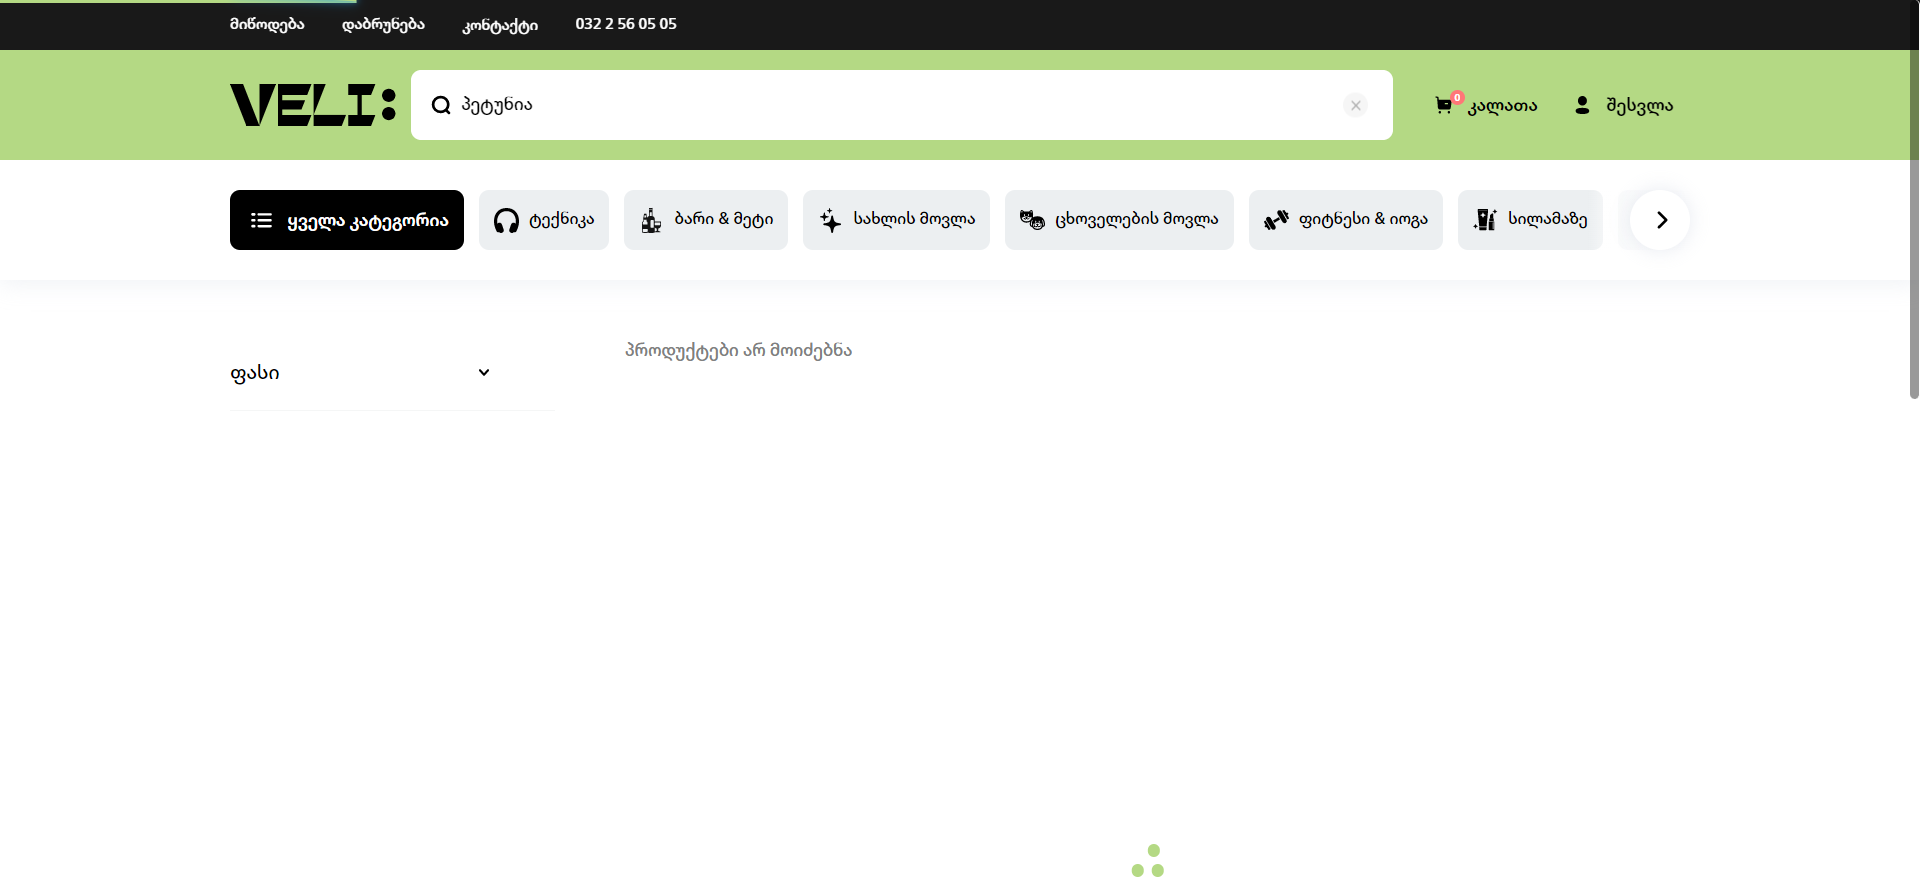 მიწოდება დაბრუნება კონტაქტი 032 2 56 05 05
VELI: პეტუნია 0 კალათა შესვლა
ყველა კატეგორია ტექნიკა ბარი & მეტი სახლის მოვლა ცხოველების მოვლა ფიტნესი & იოგა სილამაზე
პროდუქტები არ მოიძებნა
ფასი